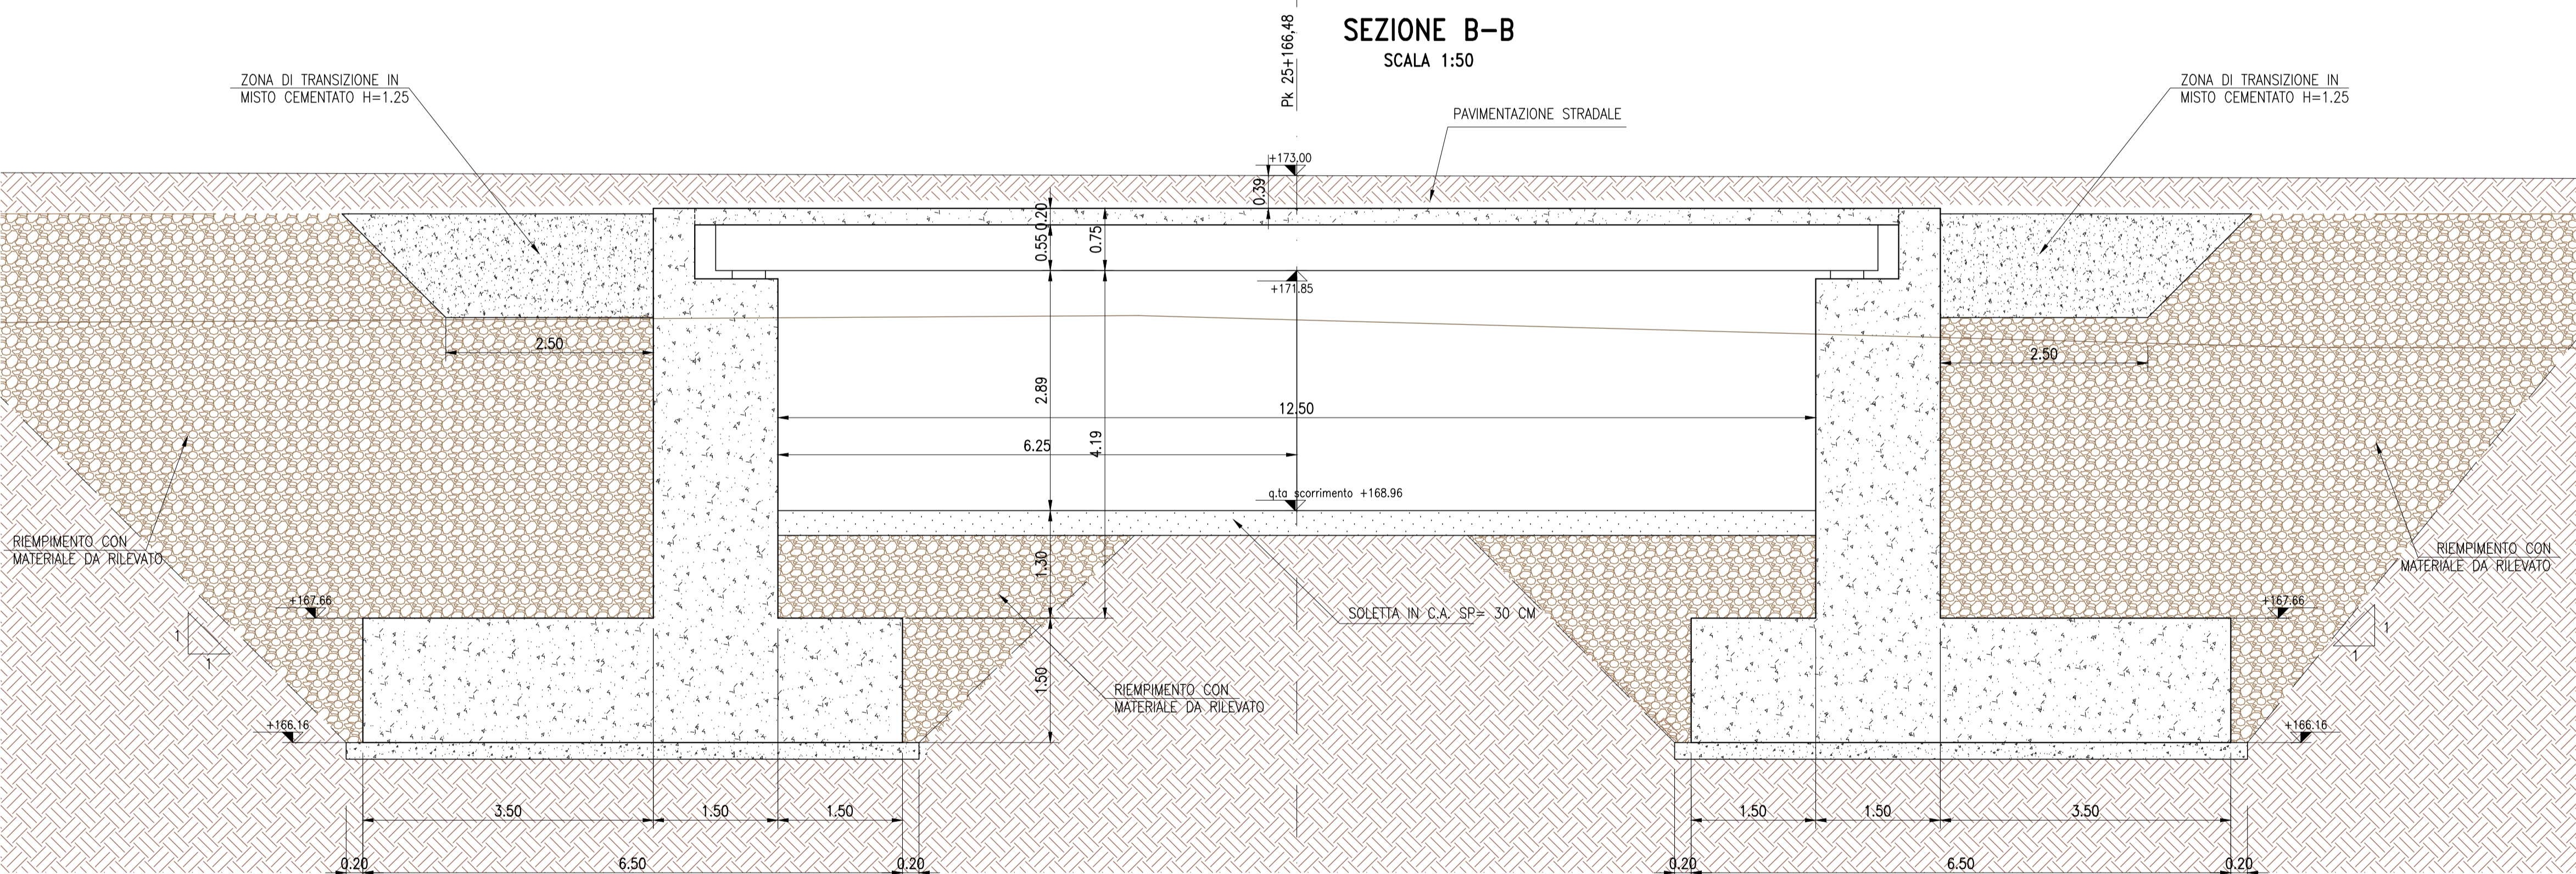 Pk 25+166,48
SEZIONE B-B
SCALA 1:50
ZONA DI TRANSIZIONE IN
MISTO CEMENTATO H=1.25
ZONA DI TRANSIZIONE IN
MISTO CEMENTATO H=1.25
PAVIMENTAZIONE STRADALE
+173.00
0.39
0.20
0.55
0.75
+171.85
2.50
2.50
2.89
12.50
6.25
4.19
q.ta scorrimento +168.96
RIEMPIMENTO CON
MATERIALE DA RILEVATO
RIEMPIMENTO CON
MATERIALE DA RILEVATO
1.30
+167.66
+167.66
SOLETTA IN C.A. SP= 30 CM
1
1
1
1
1.50
RIEMPIMENTO CON
MATERIALE DA RILEVATO
+166.16
+166.16
3.50
1.50
1.50
1.50
1.50
3.50
0.20
6.50
0.20
0.20
6.50
0.20